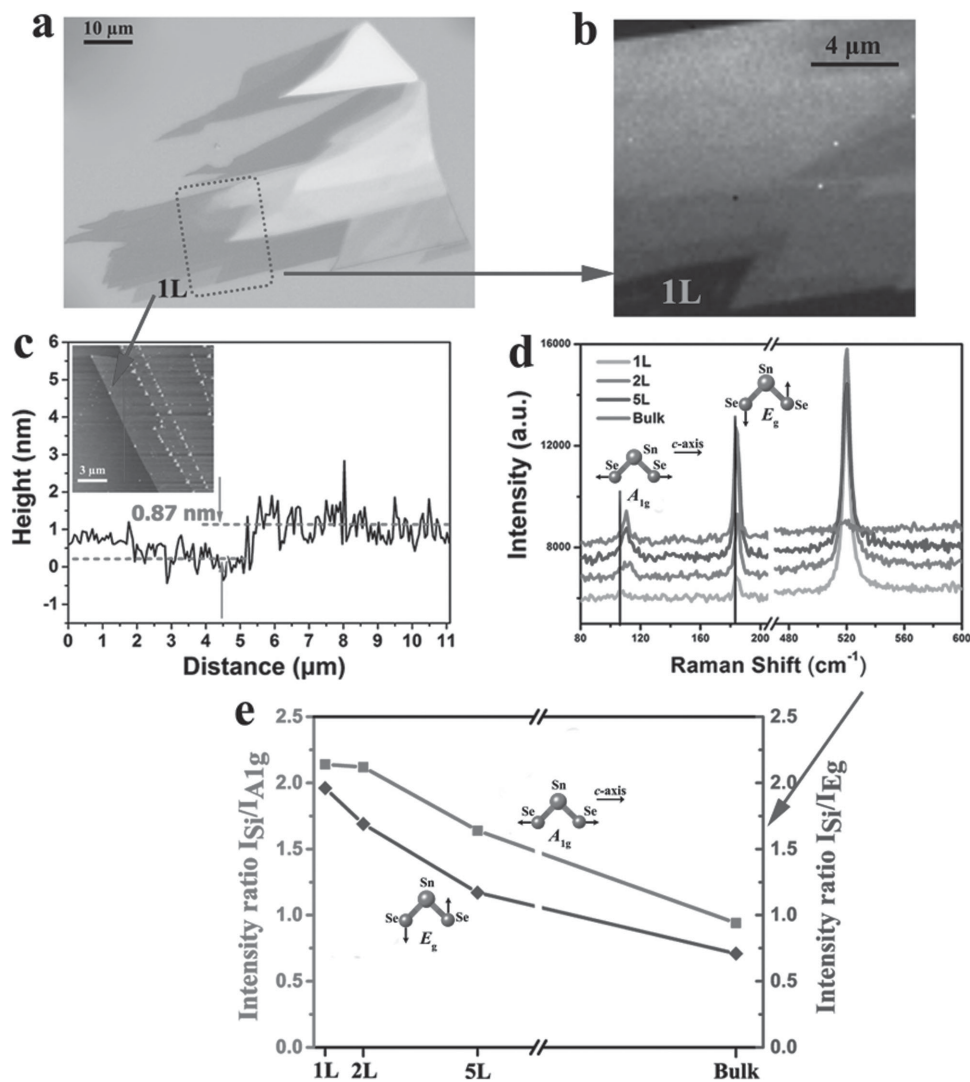 a
10 µm
1L
b
4 µm
1L
c
Height (nm)
6
5
4
3
2
1
0
-1
3 µm
0.87 nm
0 1 2 3 4 5 6 7 8 9 10 11
Distance (µm)
d
Intensity (a.u.)
16000
12000
8000
1L
2L
5L
Bulk
Sn
Se Se
Eg
Sn
c-axis
Se Se
A1g
80 120 160 200 480 520 560 600
Raman Shift (cm-1)
e
Intensity ratio ISi/IA1g
2.5
2.0
1.5
1.0
0.5
0.0
Sn
c-axis
Se Se
A1g
Sn
Se Se
Eg
1L 2L 5L Bulk
2.5
2.0
1.5
1.0
0.5
0.0
Intensity ratio ISi/IEg